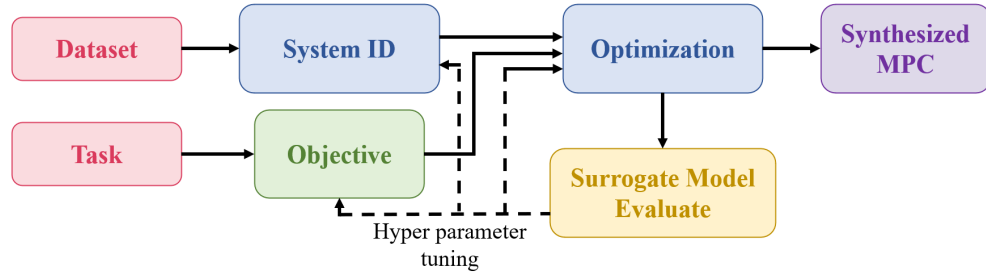 Dataset
System ID
Optimization
Synthesized
MPC
Task
Objective
Surrogate Model
Evaluate
Hyper parameter
tuning